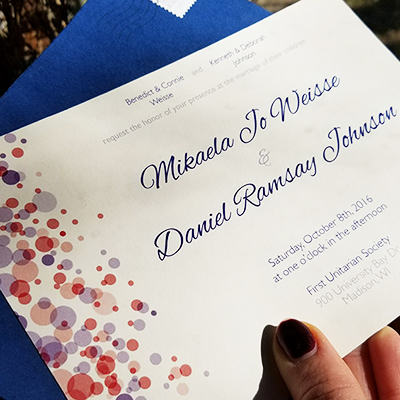 Benedict & Connie Weisse and Kenneth & Deborah Johnson
request the honor of your presence at the marriage of their children
Mikaela Jo Weisse
&
Daniel Ramsay Johnson
Saturday, October 8th, 2016
at one o'clock in the afternoon
First Unitarian Society
900 University Bay Dr
Madison, WI